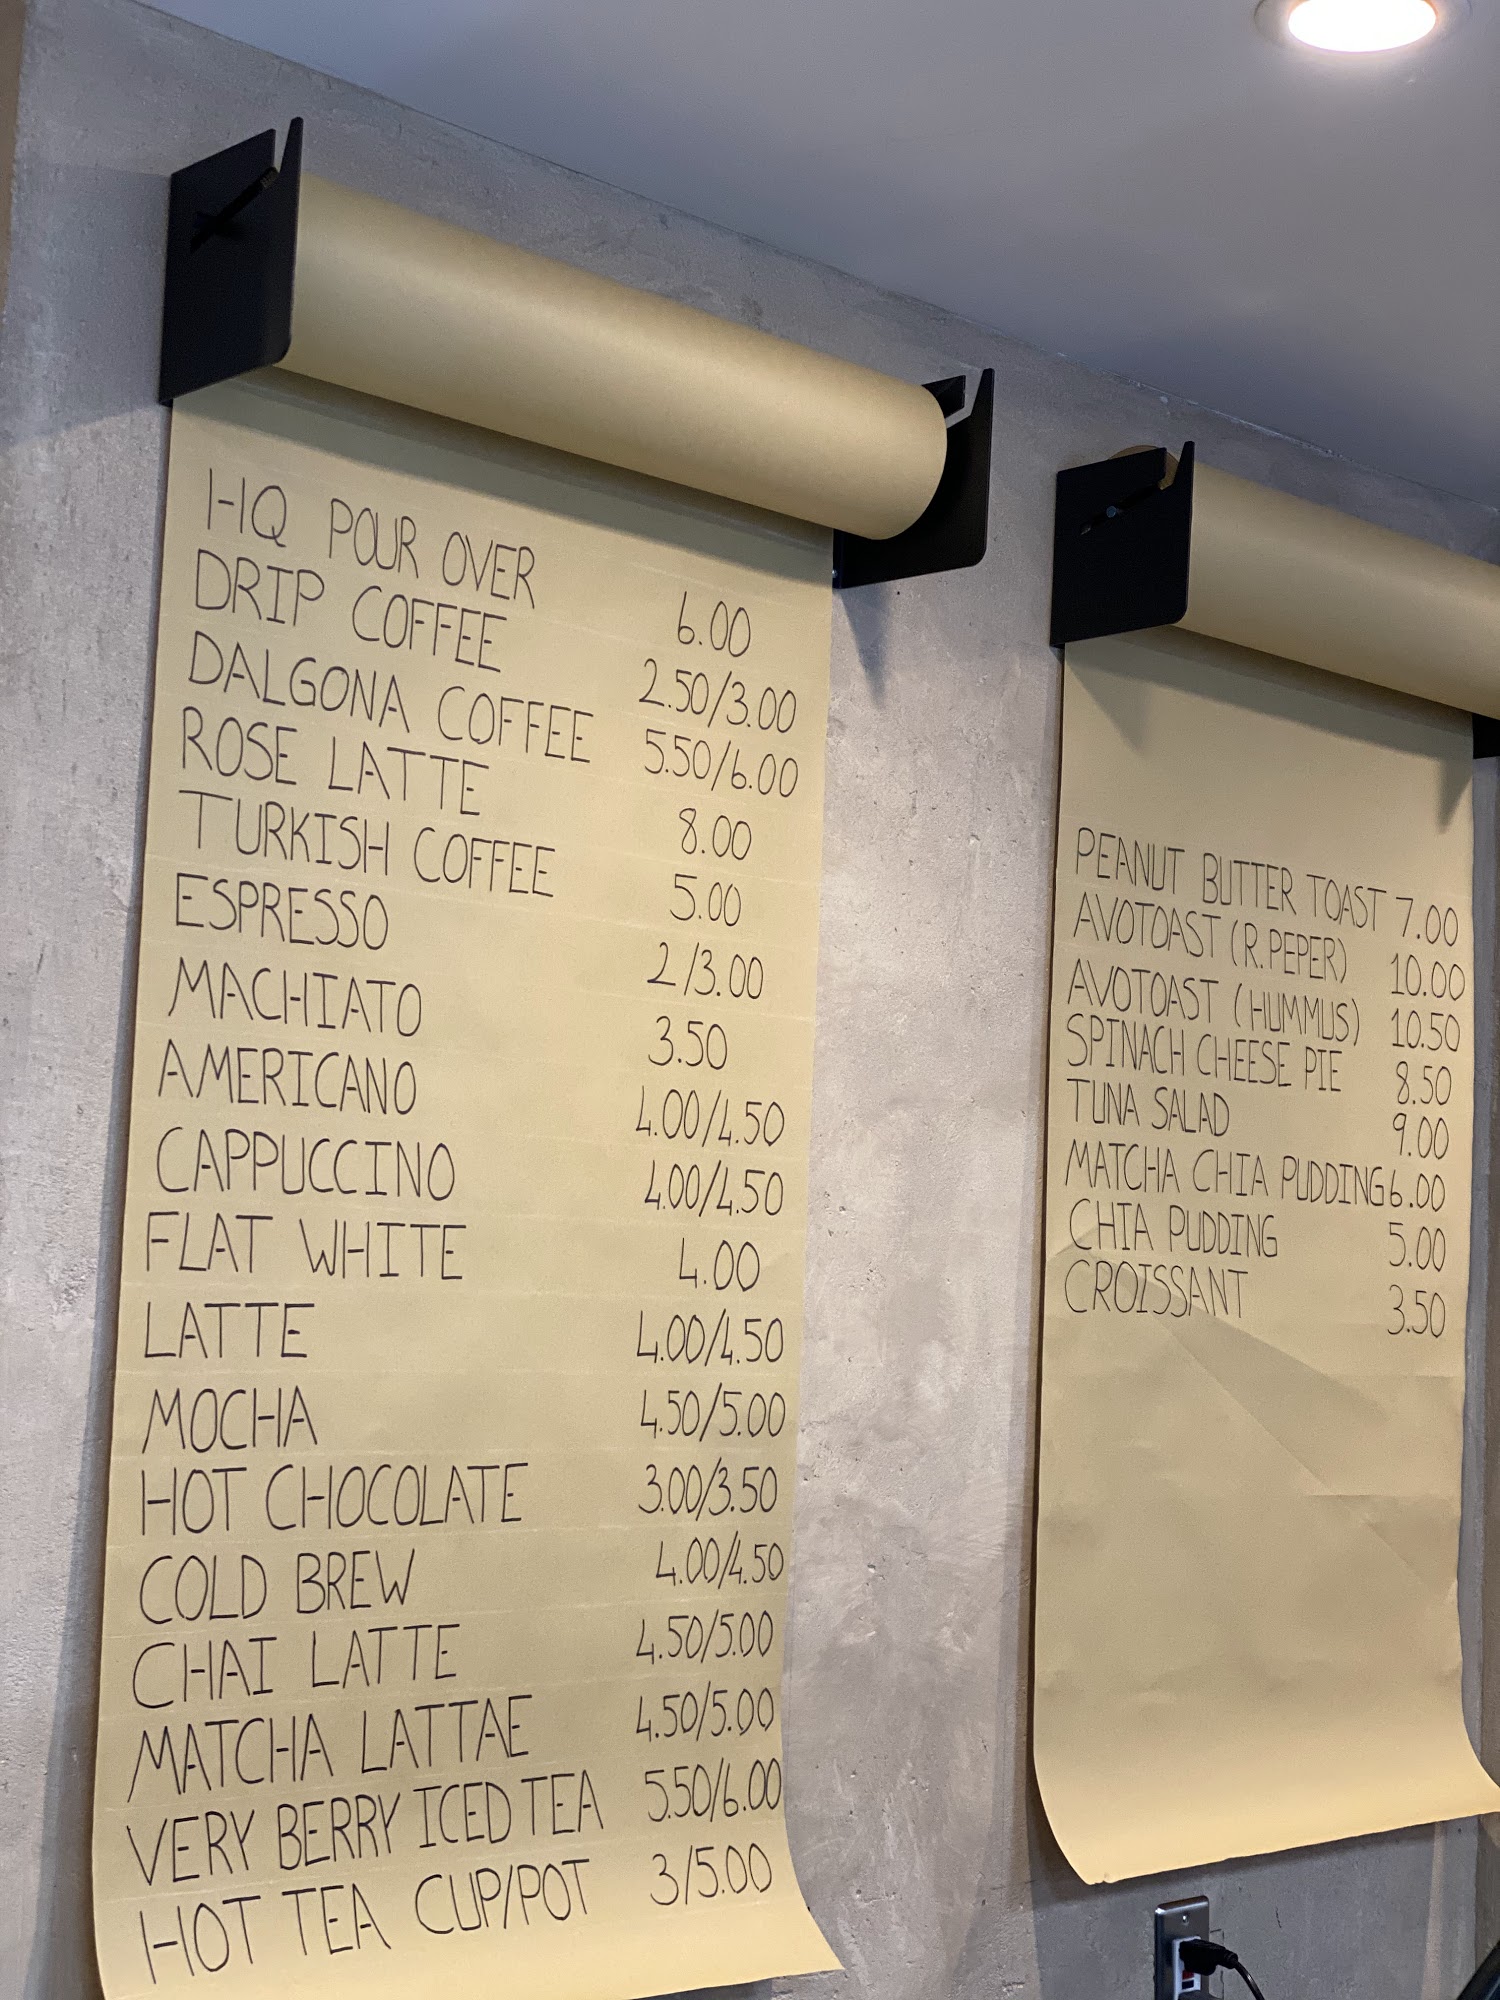 HQ POUR OVER 6.00
DRIP COFFEE 2.50/3.00
DALGONA COFFEE 5.50/6.00
ROSE LATTE 8.00
TURKISH COFFEE 5.00
ESPRESSO 2/3.00
MACHIATO 3.50
AMERICANO 4.00/4.50
CAPPUCCINO 4.00/4.50
FLAT WHITE 4.00
LATTE 4.00/4.50
MOCHA 4.50/5.00
HOT CHOCOLATE 3.00/3.50
COLD BREW 4.00/4.50
CHAI LATTE 4.50/5.00
MATCHA LATTAE 4.50/5.00
VERY BERRY ICED TEA 5.50/6.00
HOT TEA CUP/POT 3/5.00
PEANUT BUTTER TOAST 7.00
AVOTOAST (R.PEPER) 10.00
AVOTOAST (HUMMUS) 10.50
SPINACH CHEESE PIE 8.50
TUNA SALAD 9.00
MATCHA CHIA PUDDING 6.00
CHIA PUDDING 5.00
CROISSANT 3.50